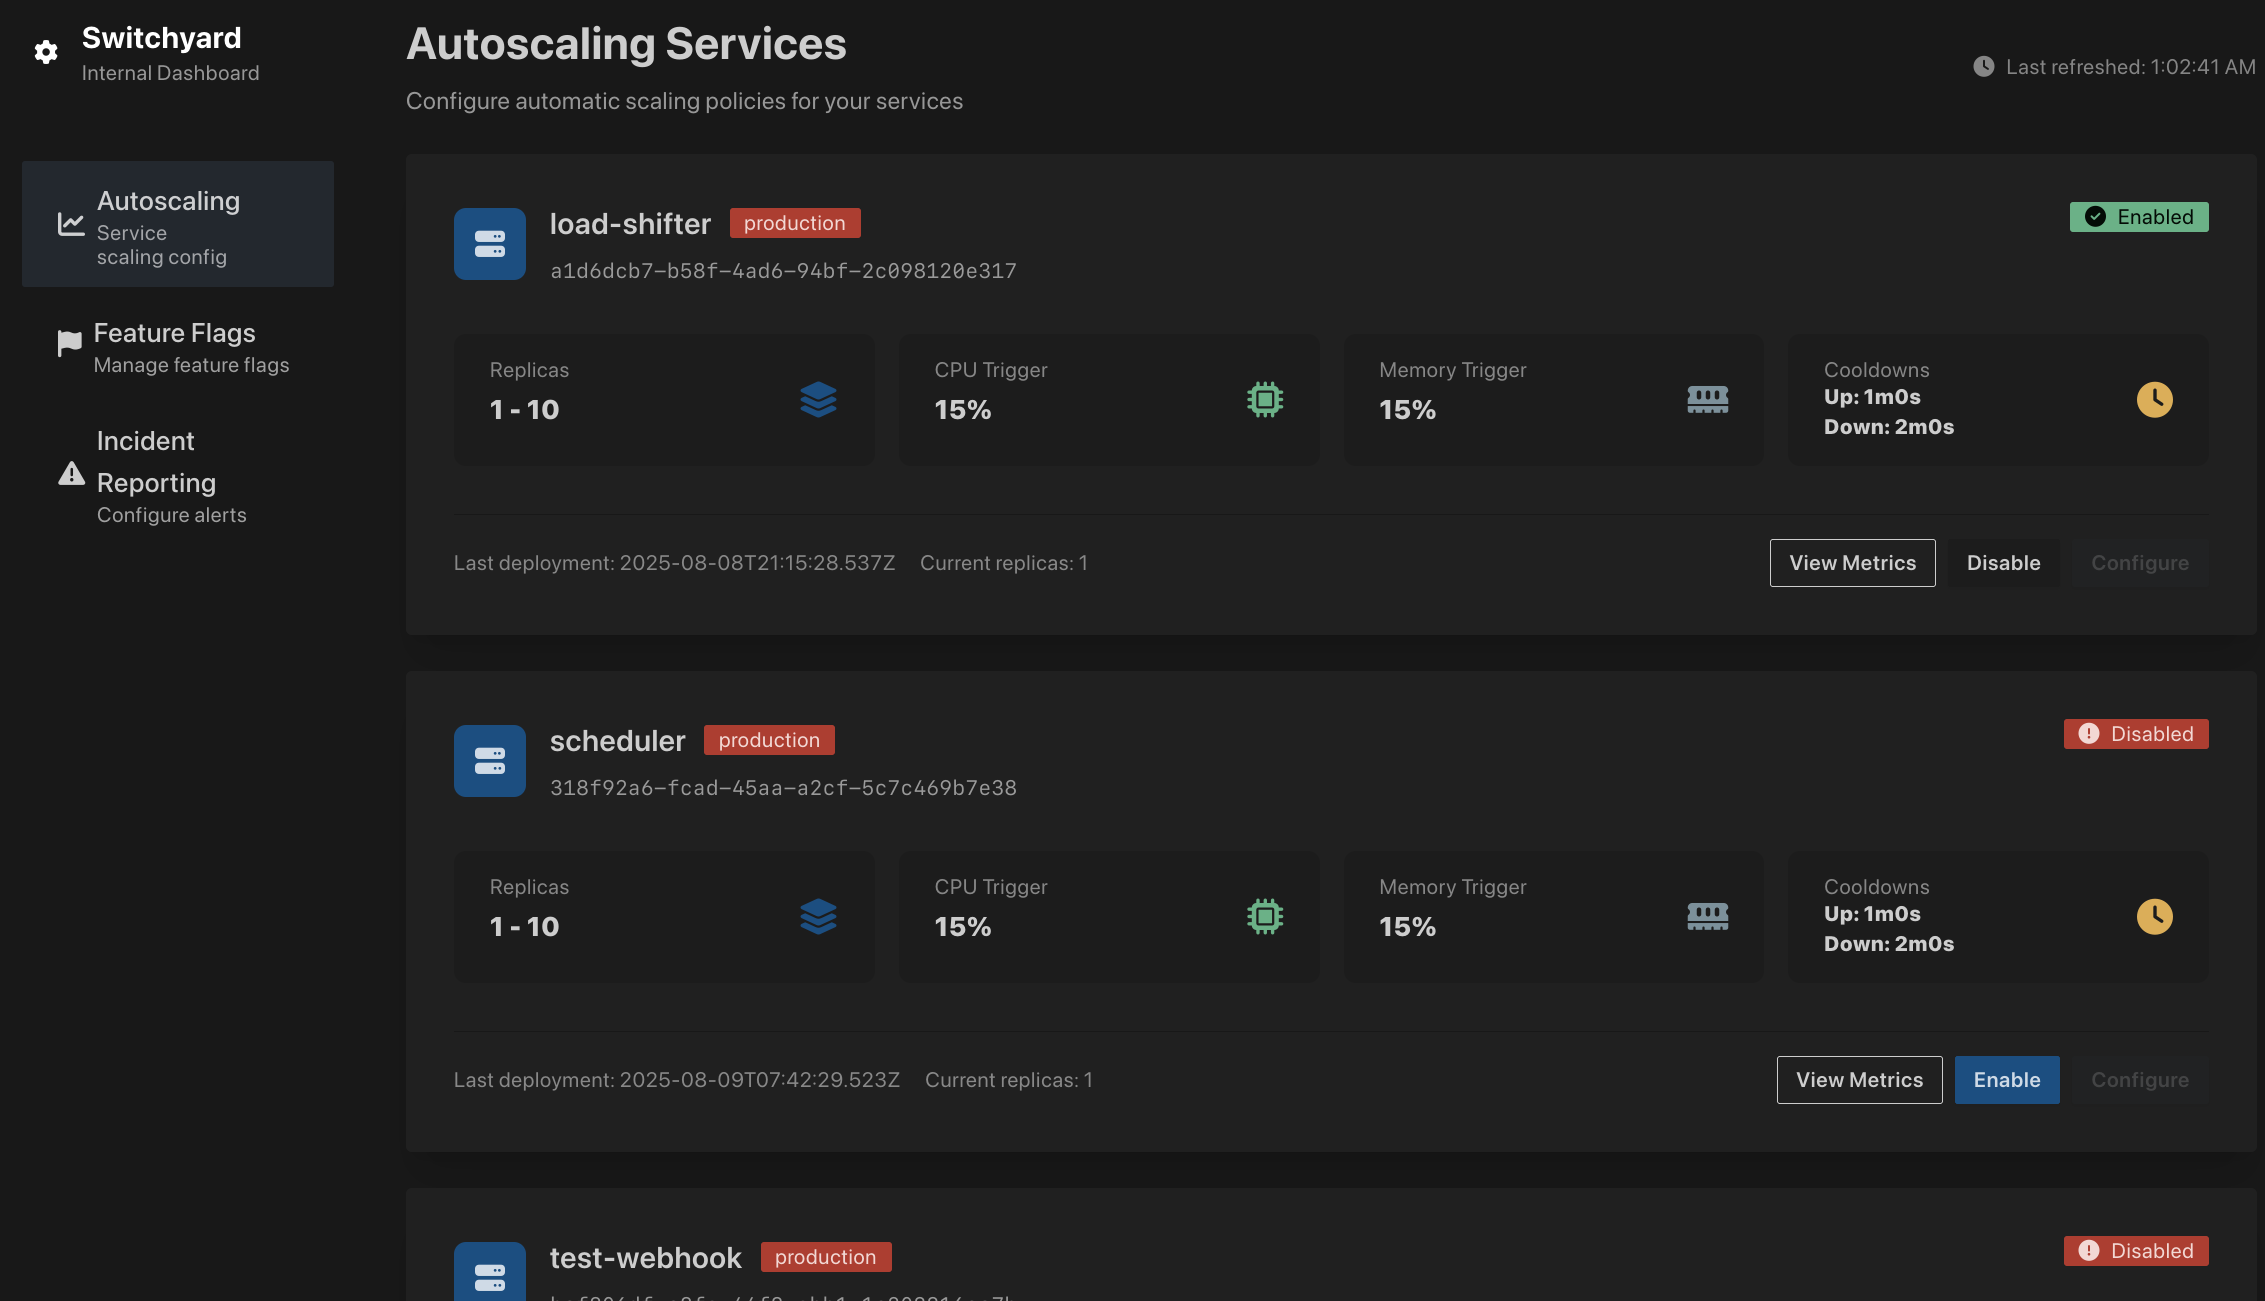 Switchyard
Internal Dashboard
Autoscaling
Service
scaling config
Feature Flags
Manage feature flags
Incident
Reporting
Configure alerts
Autoscaling Services
Configure automatic scaling policies for your services
Last refreshed: 1:02:41 AM
load-shifter
production
Enabled
a1d6dcb7-b58f-4ad6-94bf-2c098120e317
Replicas
1 - 10
CPU Trigger
15%
Memory Trigger
15%
Cooldowns
Up: 1m0s
Down: 2m0s
Last deployment: 2025-08-08T21:15:28.537Z
Current replicas: 1
View Metrics
Disable
Configure
scheduler
production
Disabled
318f92a6-fcad-45aa-a2cf-5c7c469b7e38
Replicas
1 - 10
CPU Trigger
15%
Memory Trigger
15%
Cooldowns
Up: 1m0s
Down: 2m0s
Last deployment: 2025-08-09T07:42:29.523Z
Current replicas: 1
View Metrics
Enable
Configure
test-webhook
production
Disabled